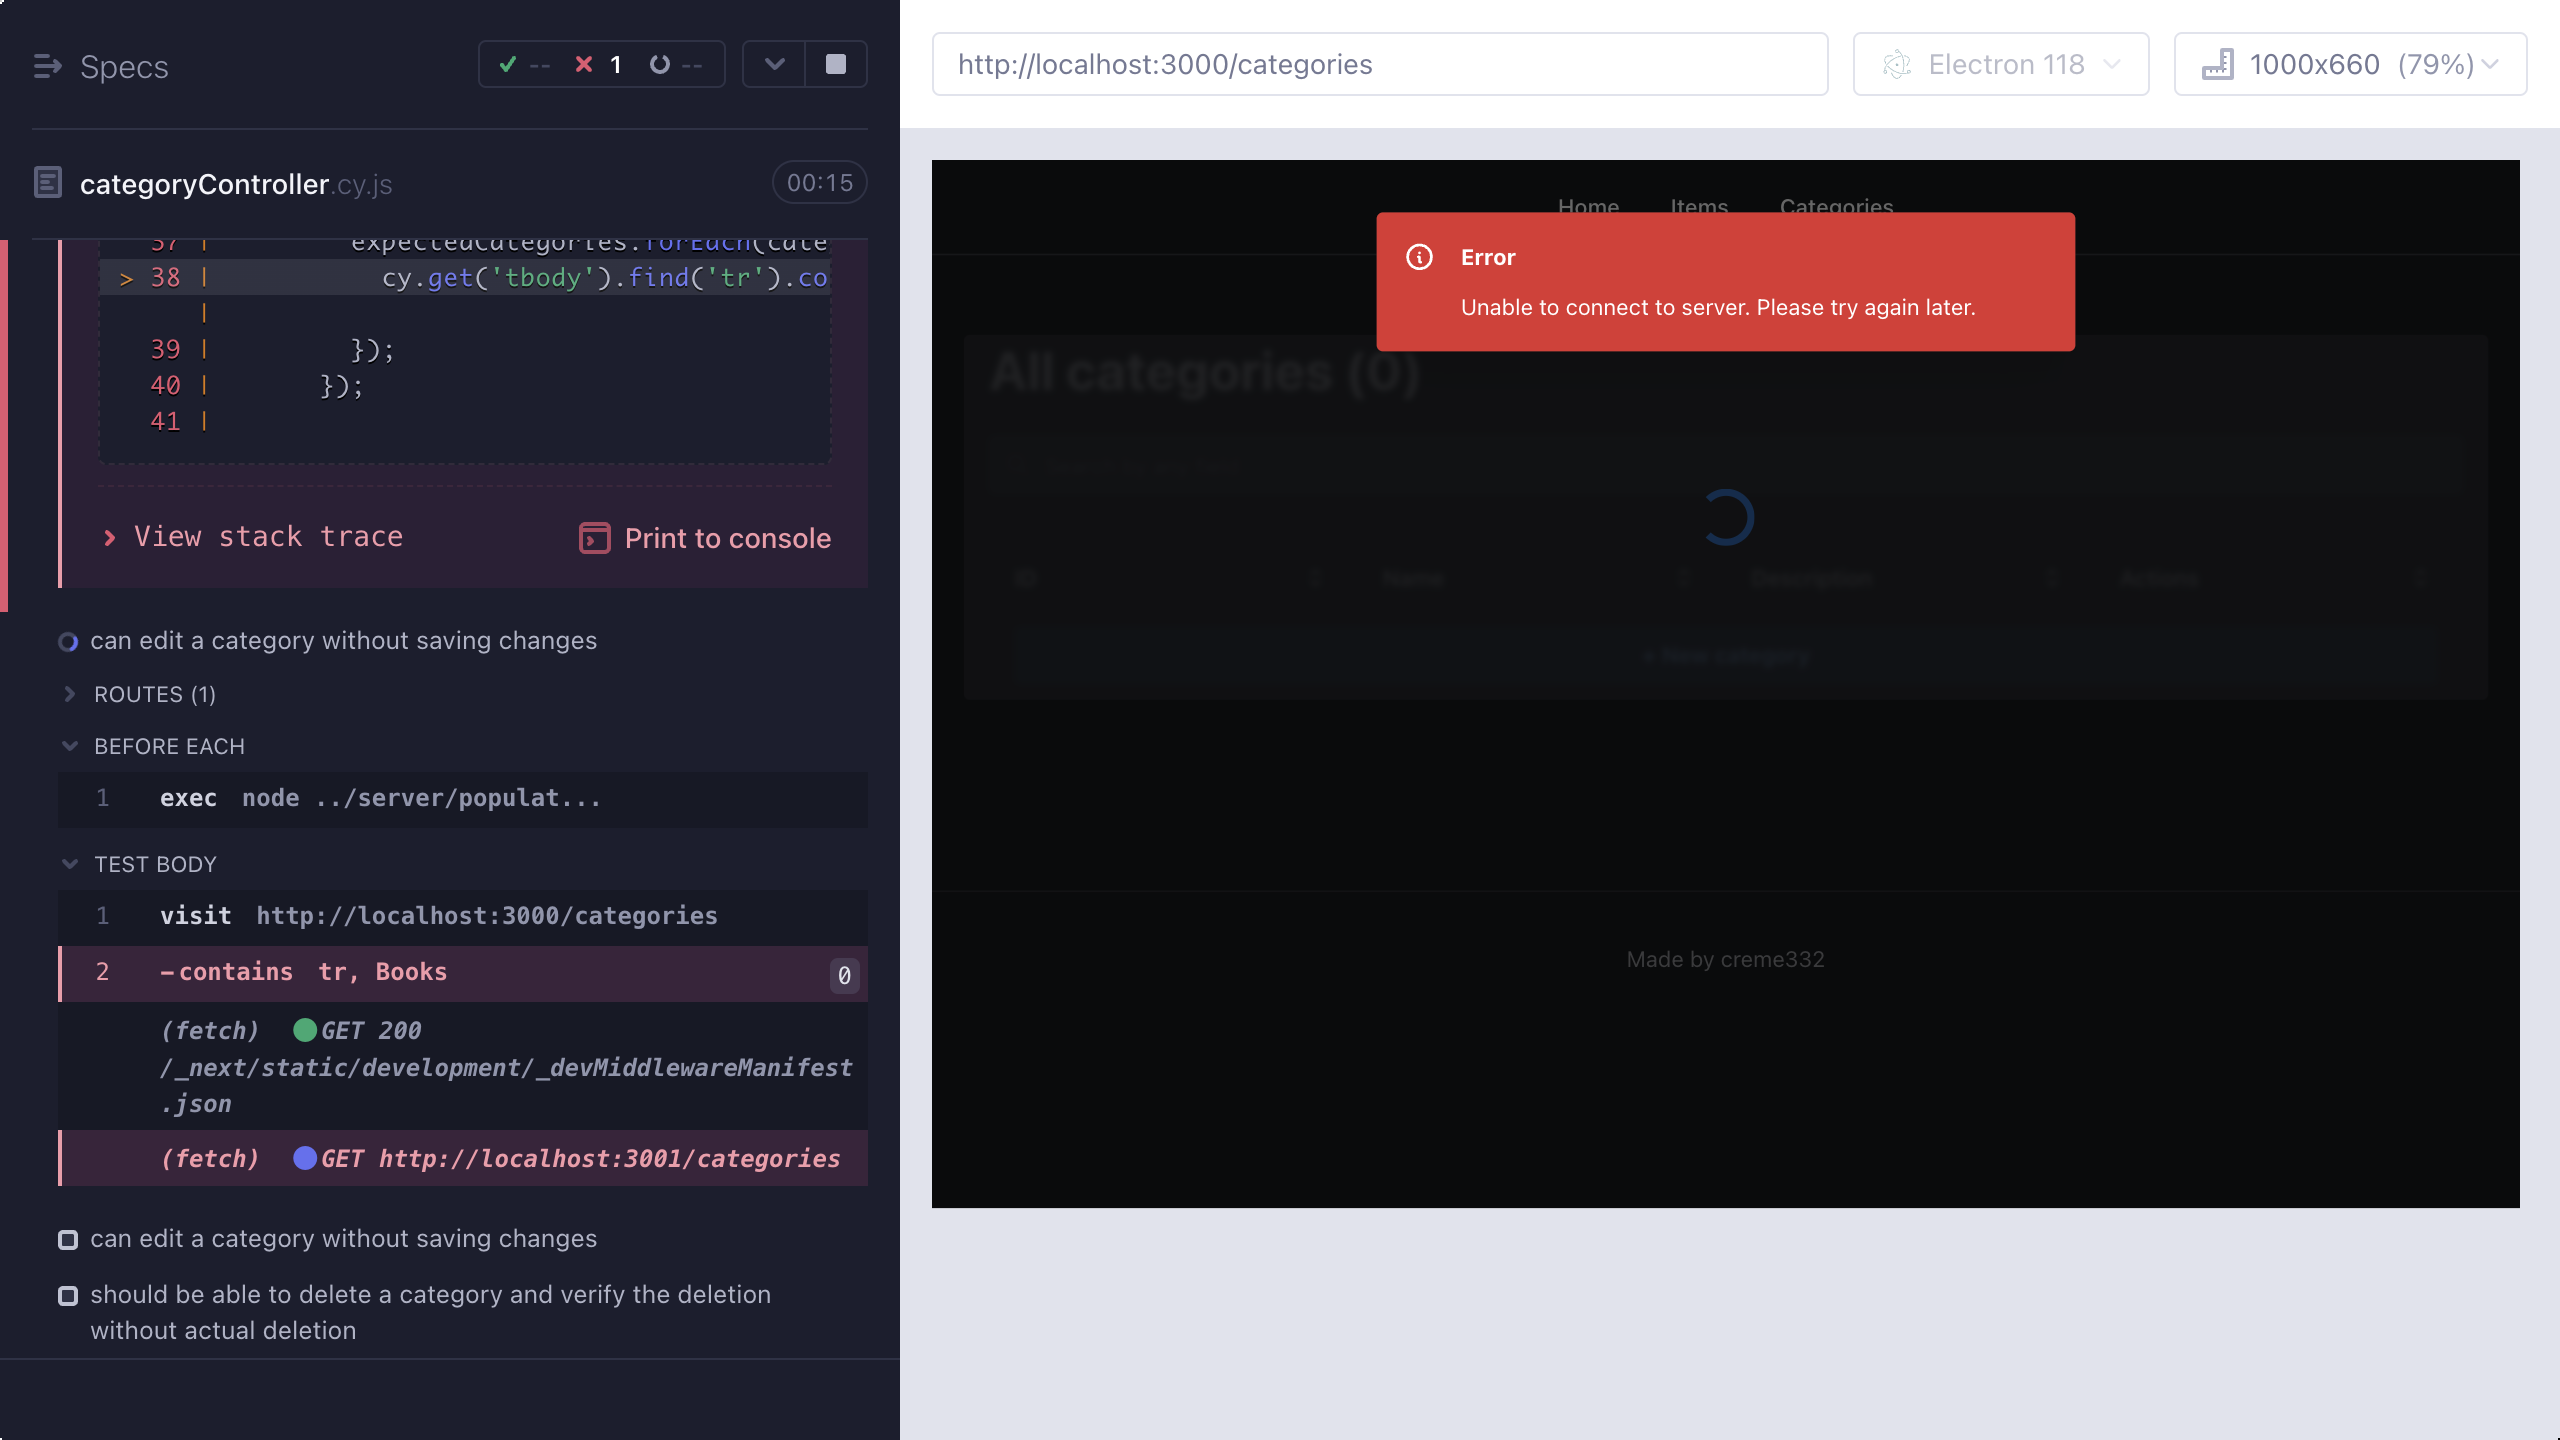 Specs
-- 1 --
categoryController.cy.js
00:15
37 | expectedCategories.forEach(cate
> 38 | cy.get('tbody').find('tr').co
|
39 | });
40 | });
41 |
View stack trace
Print to console
can edit a category without saving changes
ROUTES (1)
BEFORE EACH
1 exec node ../server/populat...
TEST BODY
1 visit http://localhost:3000/categories
2 -contains tr, Books 0
(fetch) GET 200
/_next/static/development/_devMiddlewareManifest
.json
(fetch) GET http://localhost:3001/categories
can edit a category without saving changes
should be able to delete a category and verify the deletion
without actual deletion
http://localhost:3000/categories
Electron 118
1000x660 (79%)
Home Items Categories
Error
Unable to connect to server. Please try again later.
All categories (0)
ID Name Description Actions
+ New category
Made by creme332